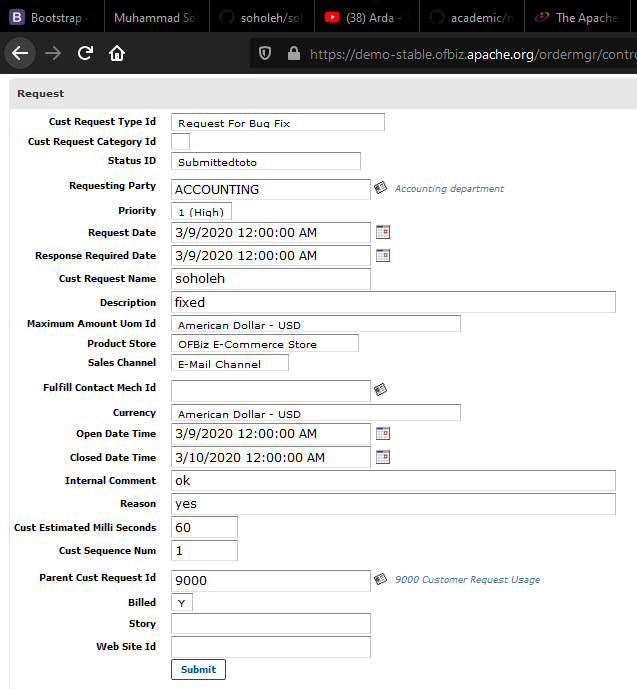 Bootstrap -
Muhammad Sol
soholeh/sol
(38) Arda -
academic/n
The Apache
https://demo-stable.ofbiz.apache.org/ordermgr/contro
Request
Cust Request Type Id Request For Bug Fix
Cust Request Category Id
Status ID Submittedtoto
Requesting Party ACCOUNTING Accounting department
Priority 1 (High)
Request Date 3/9/2020 12:00:00 AM
Response Required Date 3/9/2020 12:00:00 AM
Cust Request Name soholeh
Description fixed
Maximum Amount Uom Id American Dollar - USD
Product Store OFBiz E-Commerce Store
Sales Channel E-Mail Channel
Fulfill Contact Mech Id
Currency American Dollar - USD
Open Date Time 3/9/2020 12:00:00 AM
Closed Date Time 3/10/2020 12:00:00 AM
Internal Comment ok
Reason yes
Cust Estimated Milli Seconds 60
Cust Sequence Num 1
Parent Cust Request Id 9000 9000 Customer Request Usage
Billed Y
Story
Web Site Id
Submit